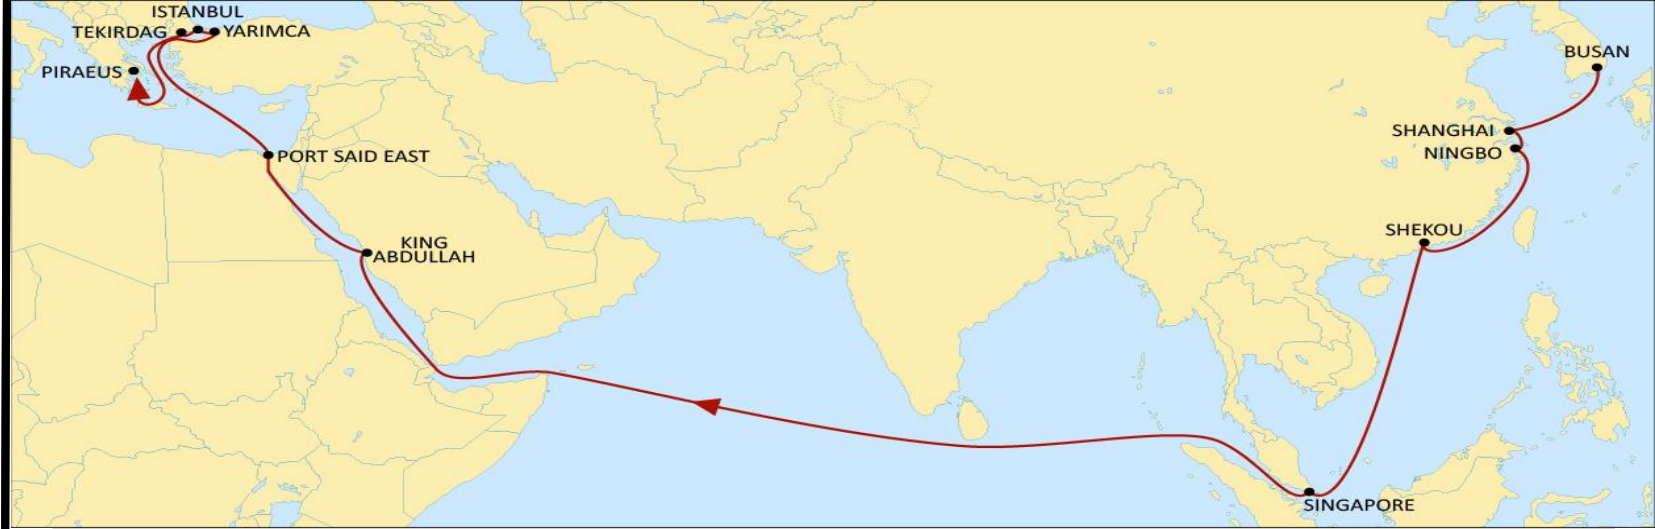 ISTANBUL
TEKIRDAG
YARIMCA
PIRAEUS
BUSAN
SHANGHAI
NINGBO
PORT SAID EAST
SHEKOU
KING
ABDULLAH
SINGAPORE